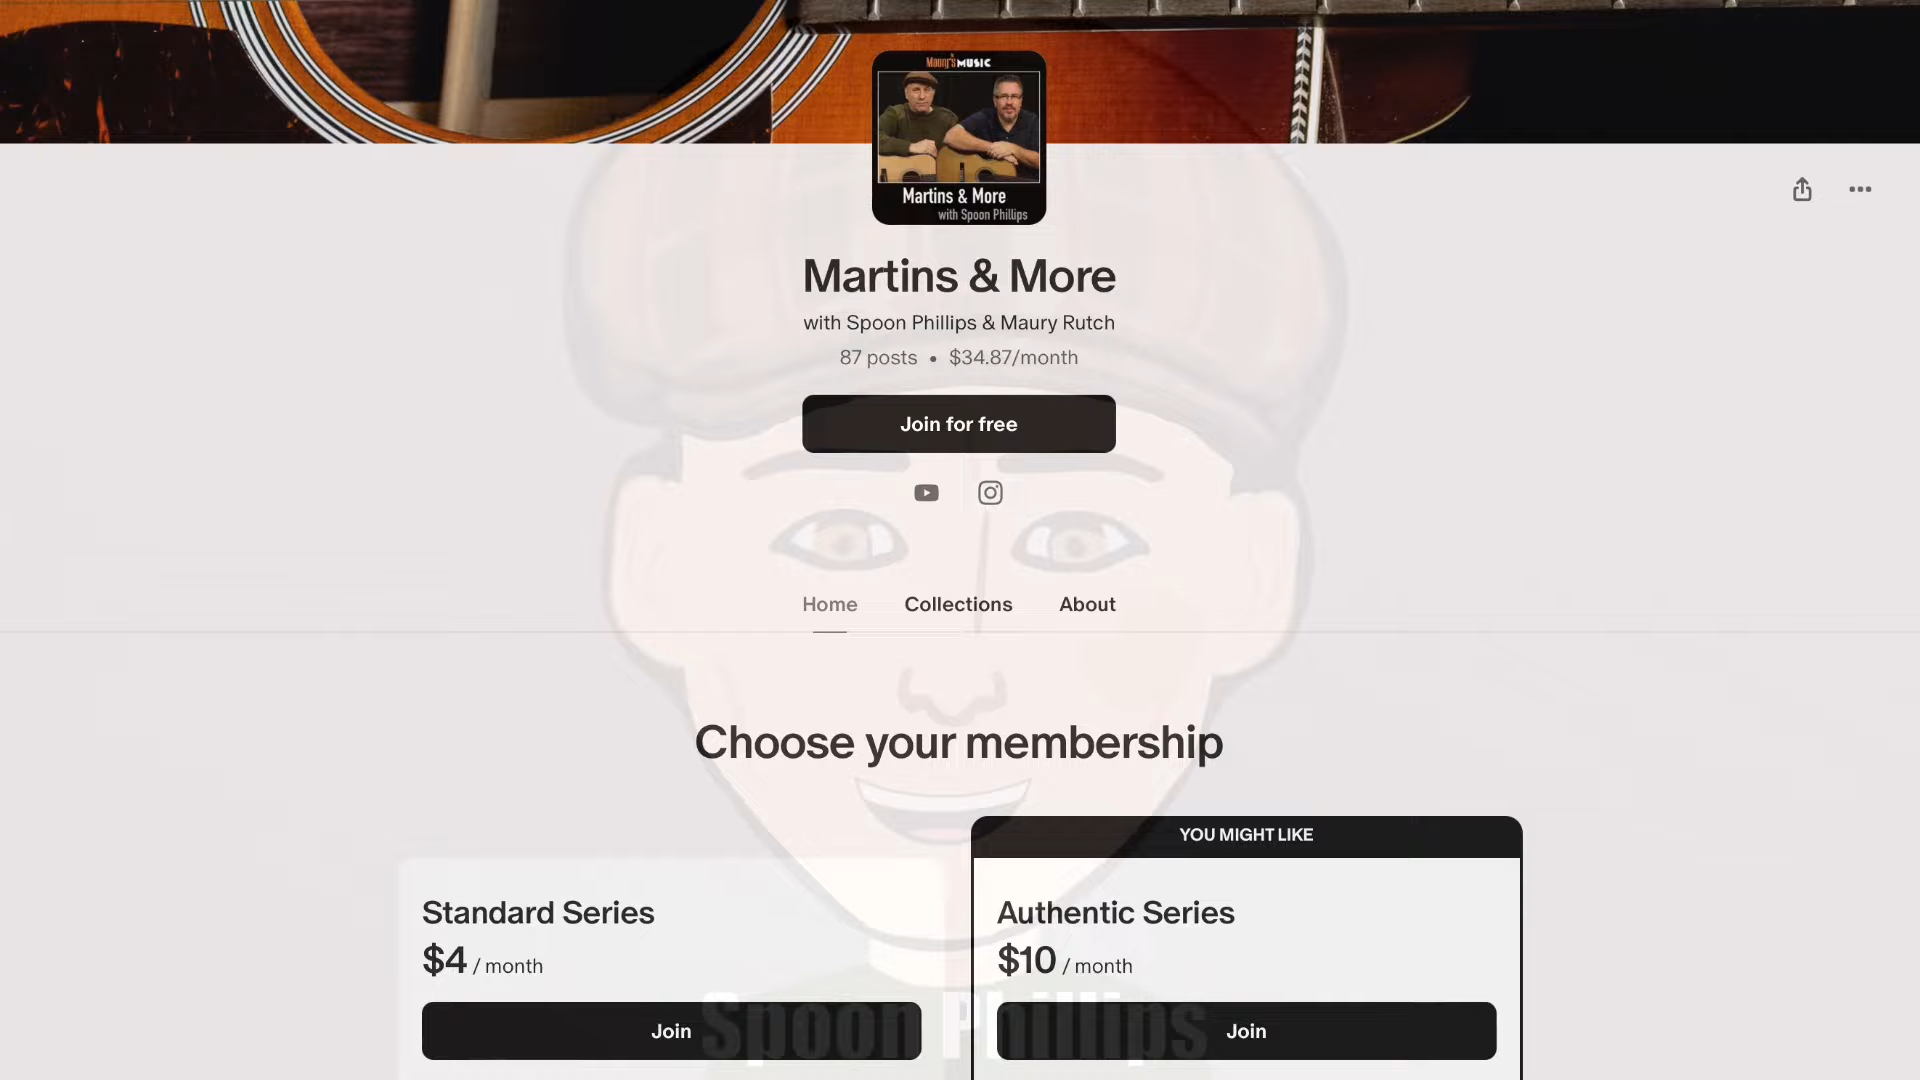 Maury's MUSIC
Martins & More
with Spoon Phillips
Martins & More
with Spoon Phillips & Maury Rutch
87 posts • $34.87/month
Join for free
Home Collections About
Choose your membership
YOU MIGHT LIKE
Standard Series
$4 / month
Join
Authentic Series
$10 / month
Join
Spoon Phillips